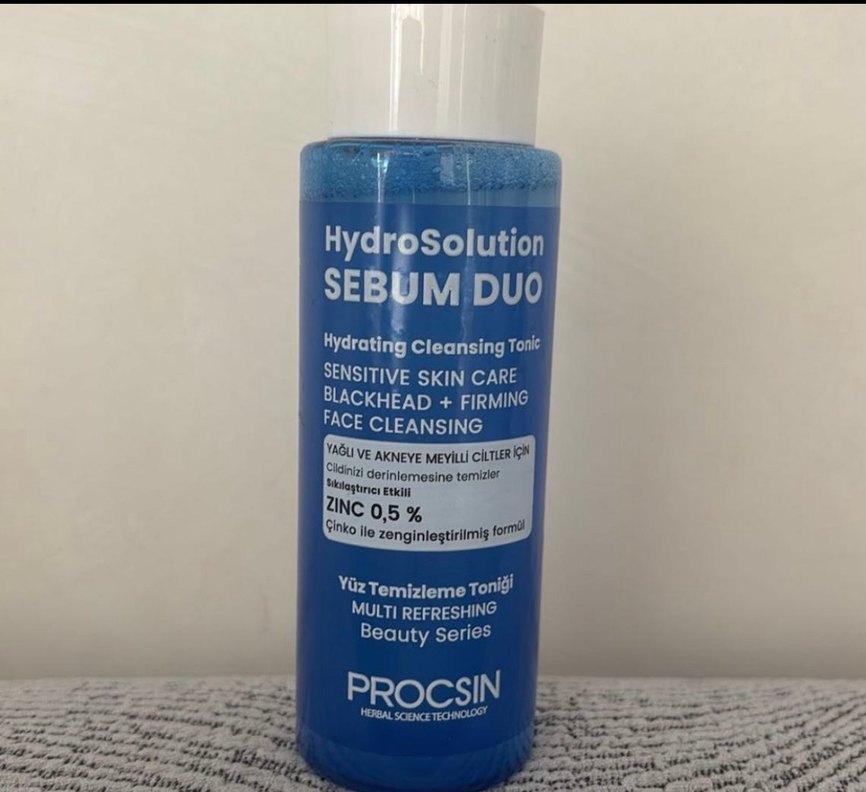 HydroSolution
SEBUM DUO
Hydrating Cleansing Tonic
SENSITIVE SKIN CARE
BLACKHEAD + FIRMING
FACE CLEANSING
YAĞLI VE AKNEYE MEYİLLİ CİLTLER İÇİN
Cildinizi derinlemesine temizler
Sıkılaştırıcı Etkili
ZINC 0,5 %
Çinko ile zenginleştirilmiş formül
Yüz Temizleme Toniği
MULTI REFRESHING
Beauty Series
PROCSIN
HERBAL SCIENCE TECHNOLOGY